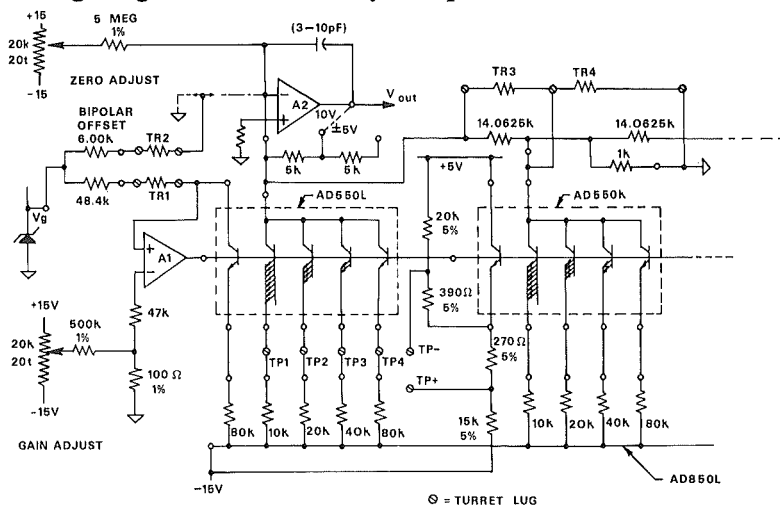 +15
20k
20t
-15
5 MEG
1%
ZERO ADJUST
(3-10pF)
A2
V out
10V
±5V
5k
5k
BIPOLAR
OFFSET
6.00K
TR2
48.4k
TR1
Vg
A1
47k
+15V
20k
20t
-15V
500k
1%
100 Ω
1%
GAIN ADJUST
AD550L
TP1
TP2
TP3
TP4
80k
10k
20k
40k
80k
-15V
+5V
20k
5%
390Ω
5%
TP-
TP+
270Ω
5%
15k
5%
TR3
TR4
14.0625k
14.0625k
1k
AD550K
10k
20k
40k
80k
AD850L
= TURRET LUG